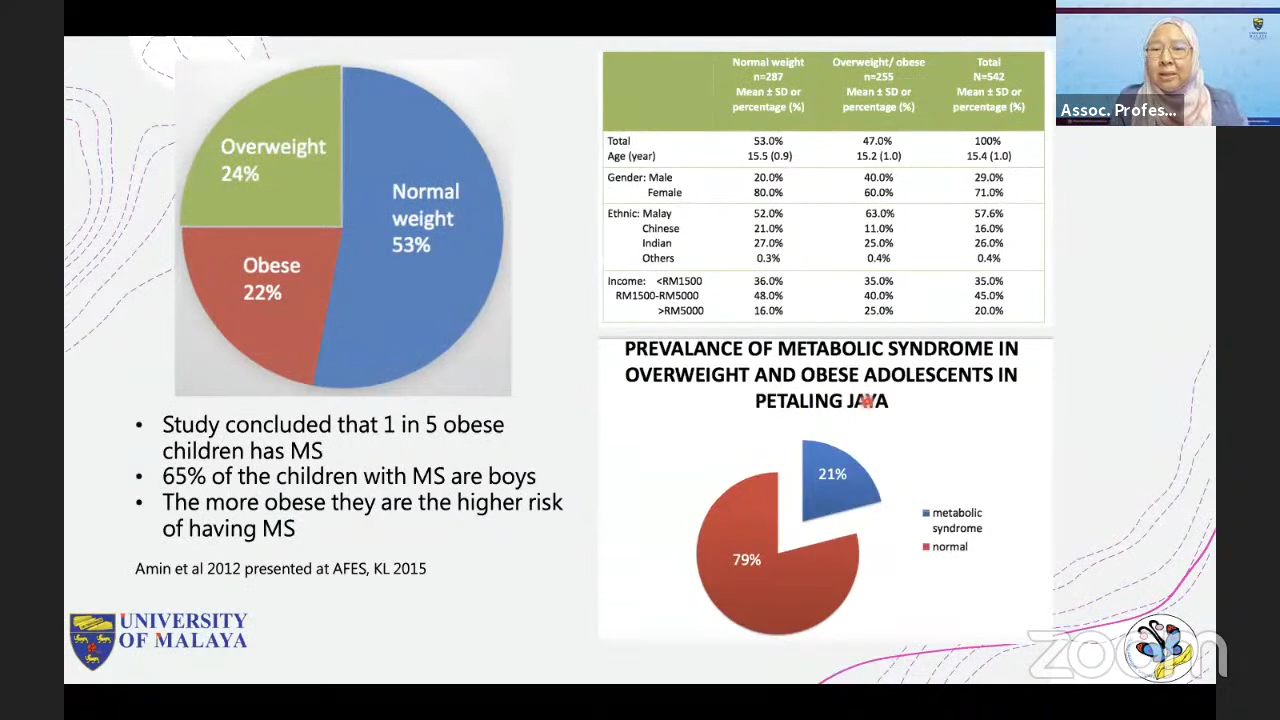 Overweight
24%
Normal
weight
53%
Obese
22%
• Study concluded that 1 in 5 obese
children has MS
• 65% of the children with MS are boys
• The more obese they are the higher risk
of having MS
Amin et al 2012 presented at AFES, KL 2015
UNIVERSITY
OF MALAYA
Normal weight Overweight/ obese Total
n=287 n=255 N=542
Mean ± SD or Mean ± SD or Mean ± SD or
percentage (%) percentage (%) percentage (%)
Total 53.0% 47.0% 100%
Age (year) 15.5 (0.9) 15.2 (1.0) 15.4 (1.0)
Gender: Male 20.0% 40.0% 29.0%
Female 80.0% 60.0% 71.0%
Ethnic: Malay 52.0% 63.0% 57.6%
Chinese 21.0% 11.0% 16.0%
Indian 27.0% 25.0% 26.0%
Others 0.3% 0.4% 0.4%
Income: <RM1500 36.0% 35.0% 35.0%
RM1500-RM5000 48.0% 40.0% 45.0%
>RM5000 16.0% 25.0% 20.0%
PREVALANCE OF METABOLIC SYNDROME IN
OVERWEIGHT AND OBESE ADOLESCENTS IN
PETALING JAYA
21%
79%
metabolic
syndrome
normal
Assoc. Profes...
zoom